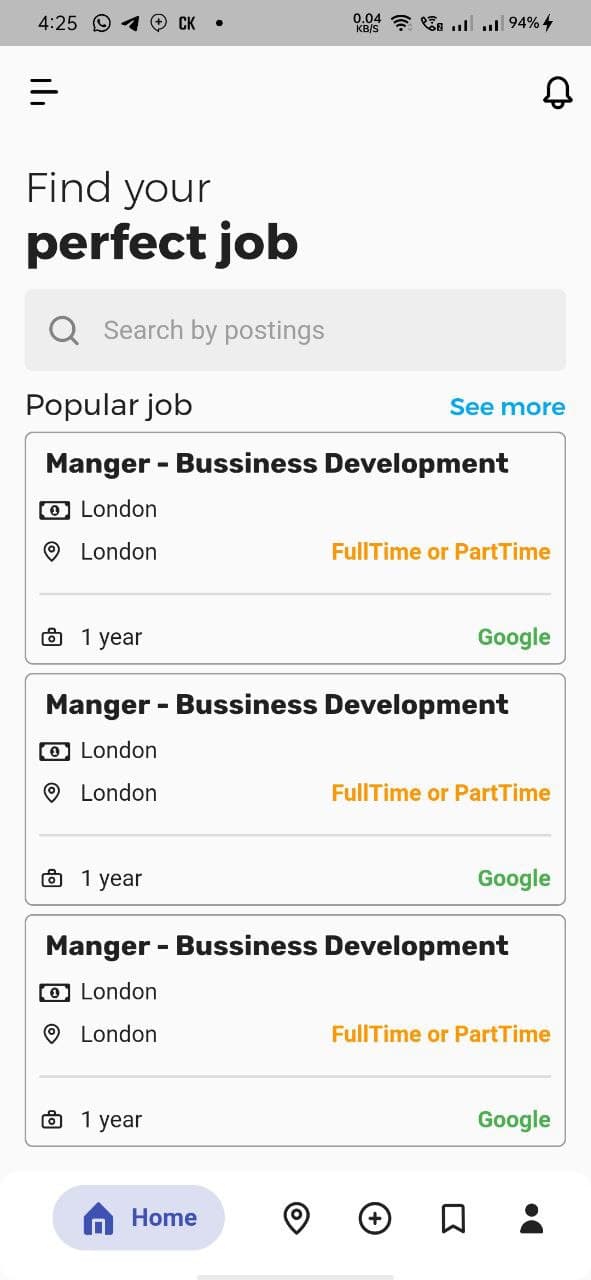 4:25 CK 0.04 KB/S 94%
Find your
perfect job
Search by postings
Popular job See more
Manger - Bussiness Development
London
London FullTime or PartTime
1 year Google
Manger - Bussiness Development
London
London FullTime or PartTime
1 year Google
Manger - Bussiness Development
London
London FullTime or PartTime
1 year Google
Home